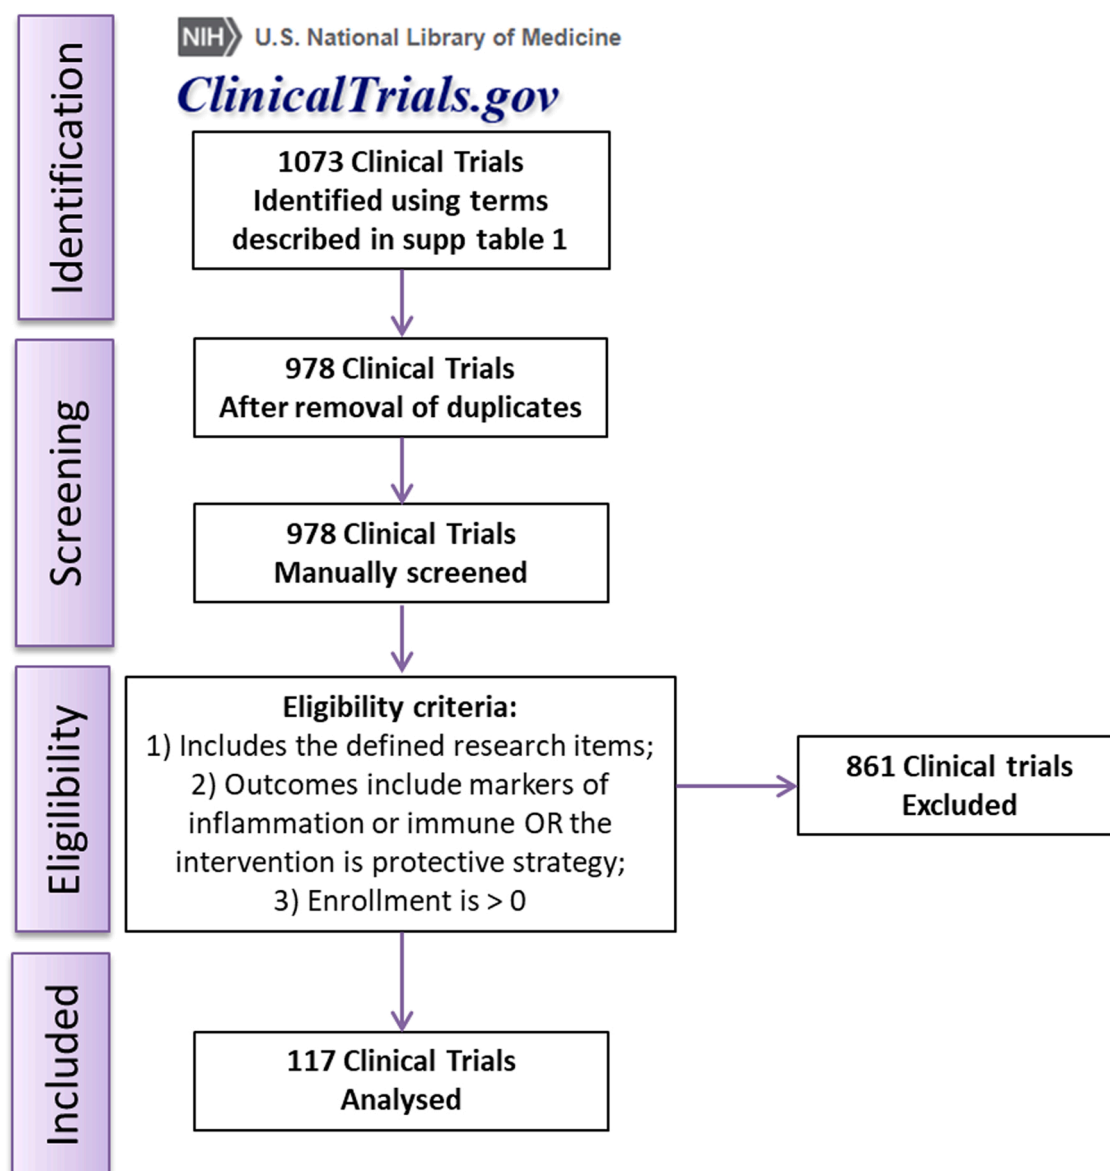 NIH U.S. National Library of Medicine
ClinicalTrials.gov
Identification
1073 Clinical Trials
Identified using terms
described in supp table 1
Screening
978 Clinical Trials
After removal of duplicates
978 Clinical Trials
Manually screened
Eligibility
Eligibility criteria:
1) Includes the defined research items;
2) Outcomes include markers of
inflammation or immune OR the
intervention is protective strategy;
3) Enrollment is > 0
861 Clinical trials
Excluded
Included
117 Clinical Trials
Analysed